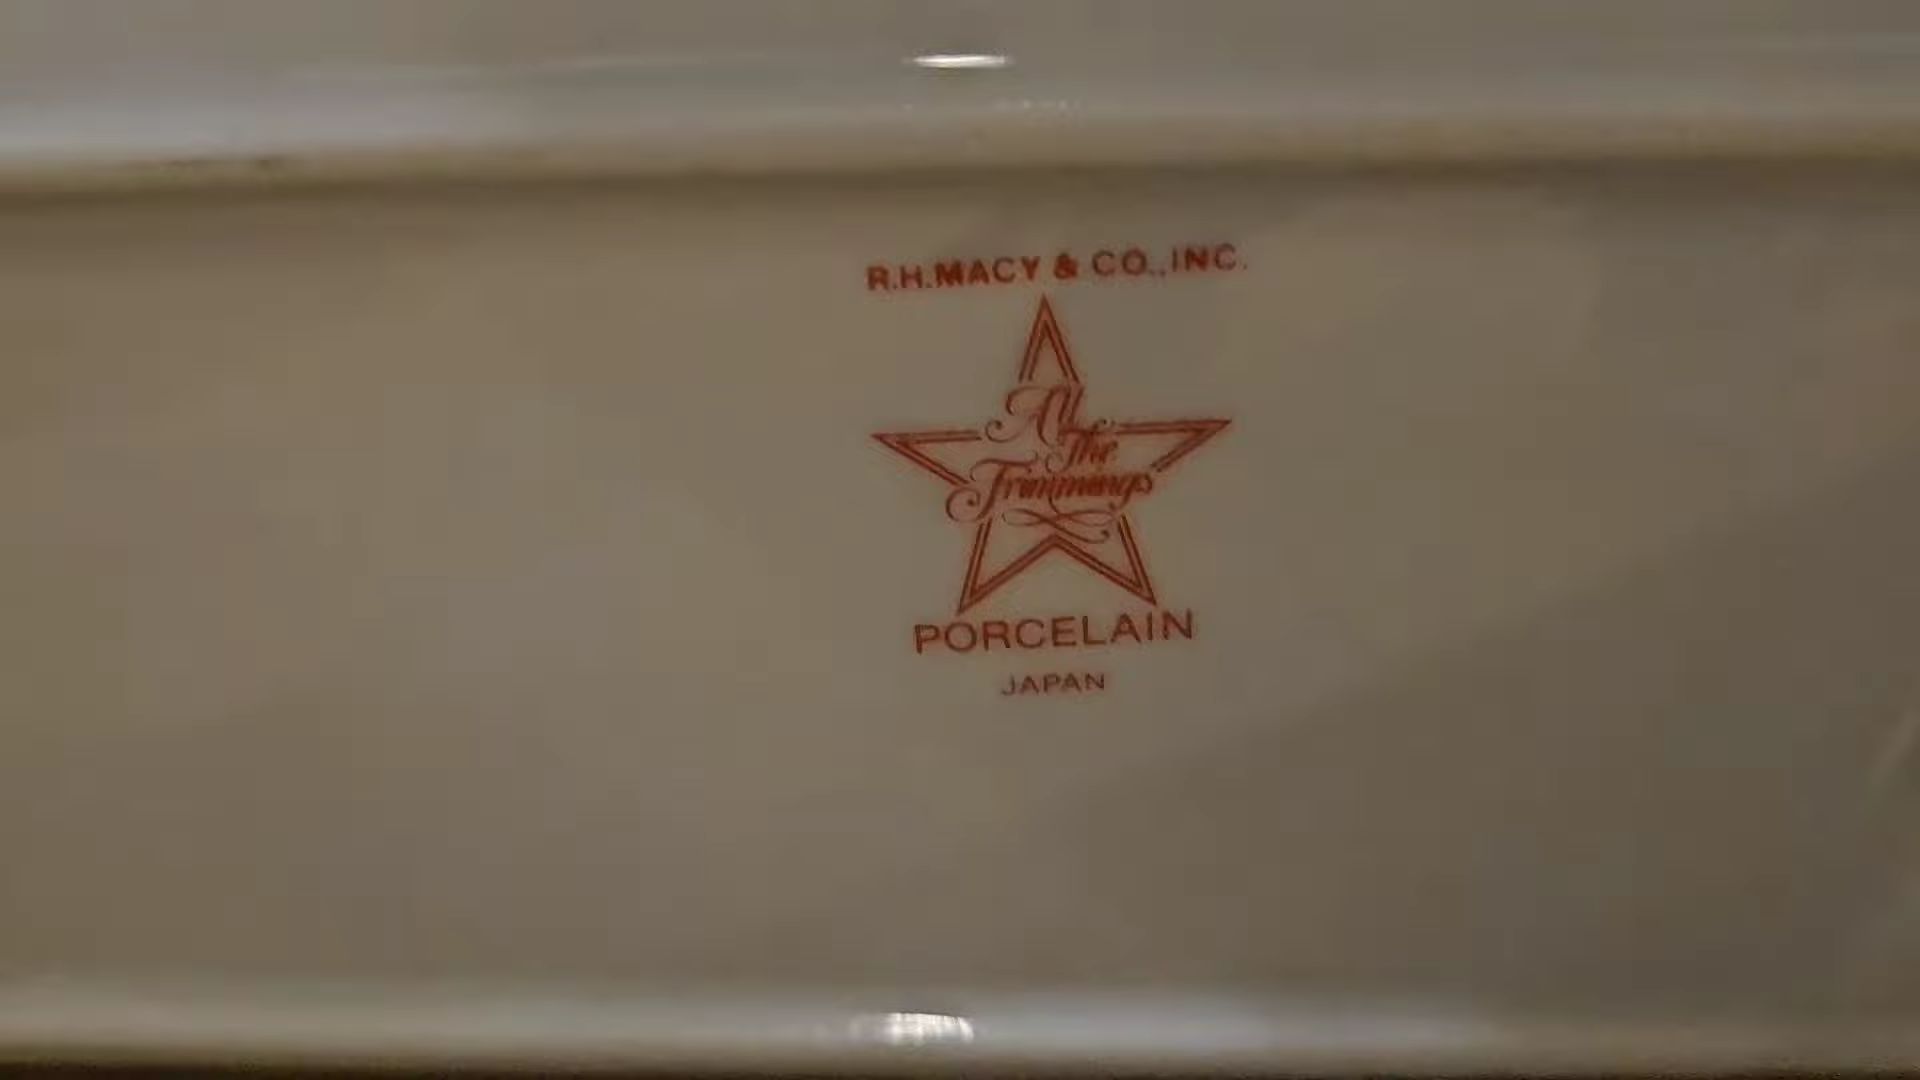 R.H.MACY & CO.,INC.
All
The
Trimmings
PORCELAIN
JAPAN